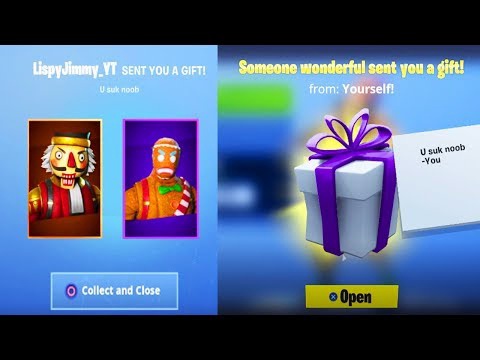 LispyJimmy_YT SENT YOU A GIFT!
U suk noob
Collect and Close
Someone wonderful sent you a gift!
from: Yourself!
U suk noob
-You
Open